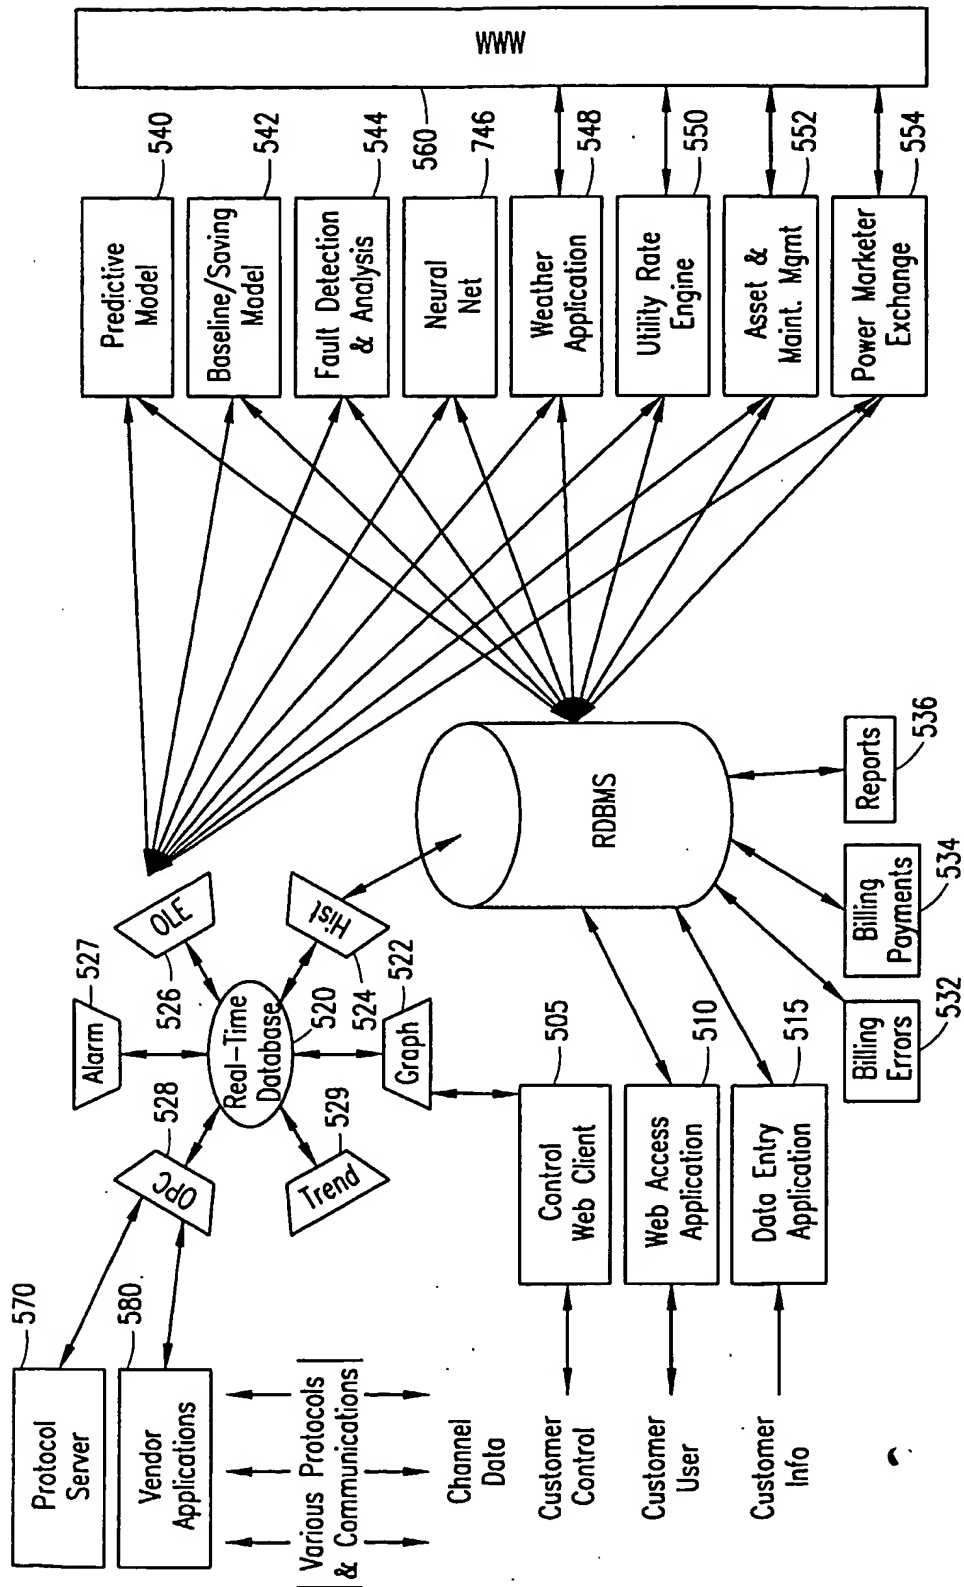 WWW
560
Predictive
Model
540
Baseline/Saving
Model
542
Fault Detection
& Analysis
544
Neural
Net
746
Weather
Application
548
Utility Rate
Engine
550
Asset &
Maint. Mgmt
552
Power Marketer
Exchange
554
Alarm
527
OLE
526
OPC
528
Real-Time
Database
520
Hist
524
Trend
529
Graph
522
RDBMS
Protocol
Server
570
Vendor
Applications
580
Various Protocols
& Communications
Channel
Data
Customer
Control
Customer
User
Customer
Info
Control
Web Client
505
Web Access
Application
510
Data Entry
Application
515
Billing
Errors
532
Billing
Payments
534
Reports
536